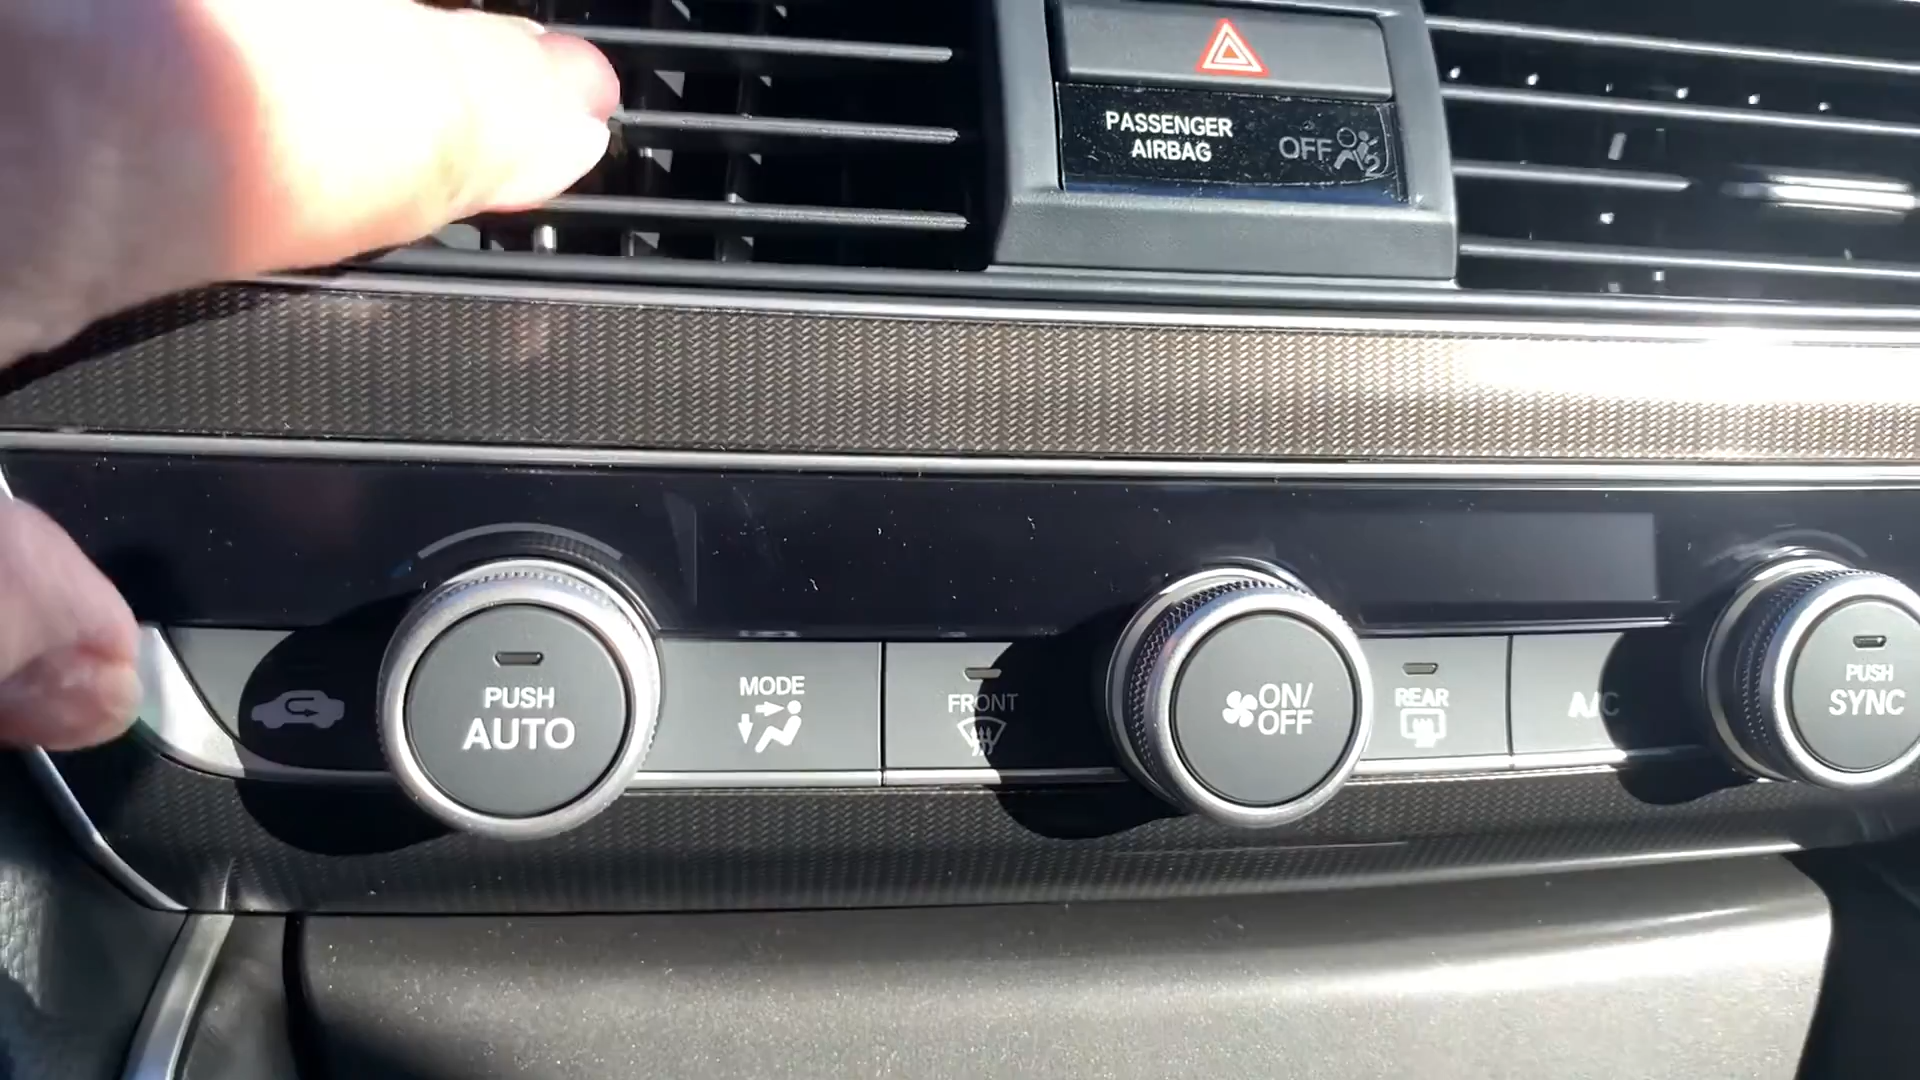 PASSENGER
AIRBAG
OFF
PUSH
AUTO
MODE
FRONT
ON/
OFF
REAR
A/C
PUSH
SYNC